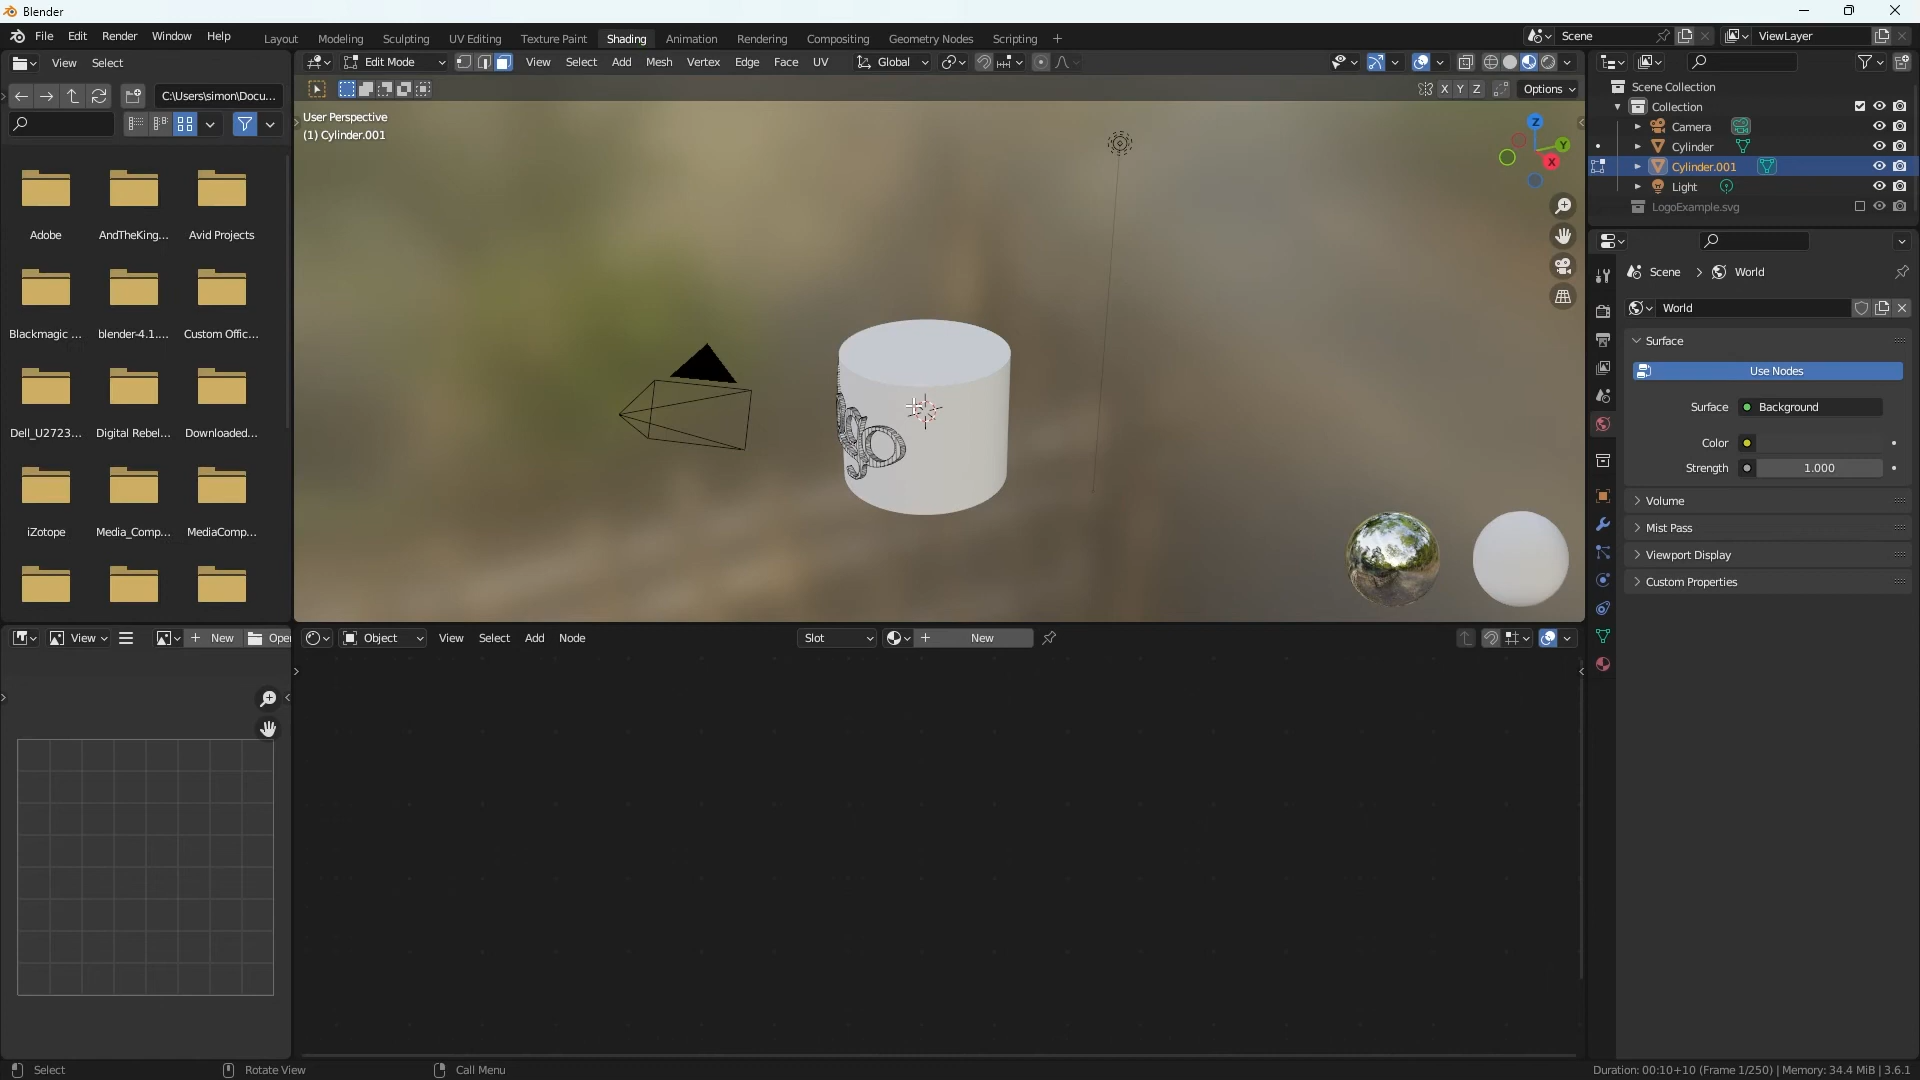 Blender
File Edit Render Window Help Layout Modeling Sculpting UV Editing Texture Paint Shading Animation Rendering Compositing Geometry Nodes Scripting + Scene ViewLayer
View Select
C:\Users\simon\Docu...
Adobe AndTheKing... Avid Projects
Blackmagic ... blender-4.1.... Custom Offic...
Dell_U2723... Digital Rebel... Downloaded...
iZotope Media_Comp... MediaComp...
Edit Mode View Select Add Mesh Vertex Edge Face UV Global
X Y Z Options
User Perspective
(1) Cylinder.001
Z
Y
X
go
Scene Collection
Collection
Camera
Cylinder
Cylinder.001
Light
LogoExample.svg
Scene > World
World
Surface
Use Nodes
Surface Background
Color
Strength 1.000
Volume
Mist Pass
Viewport Display
Custom Properties
View + New Open
Object View Select Add Node Slot + New
Select Rotate View Call Menu Duration: 00:10+10 (Frame 1/250) | Memory: 34.4 MiB | 3.6.1